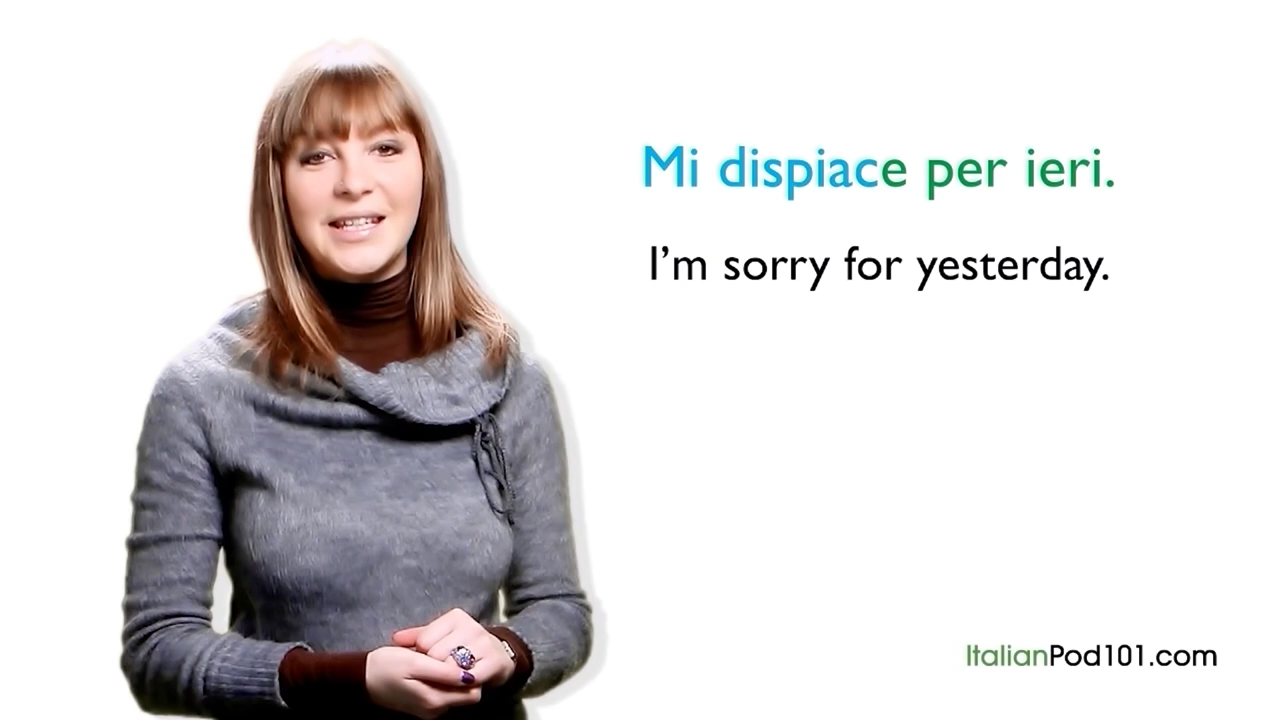 Mi dispiace per ieri.
I'm sorry for yesterday.
ItalianPod101.com